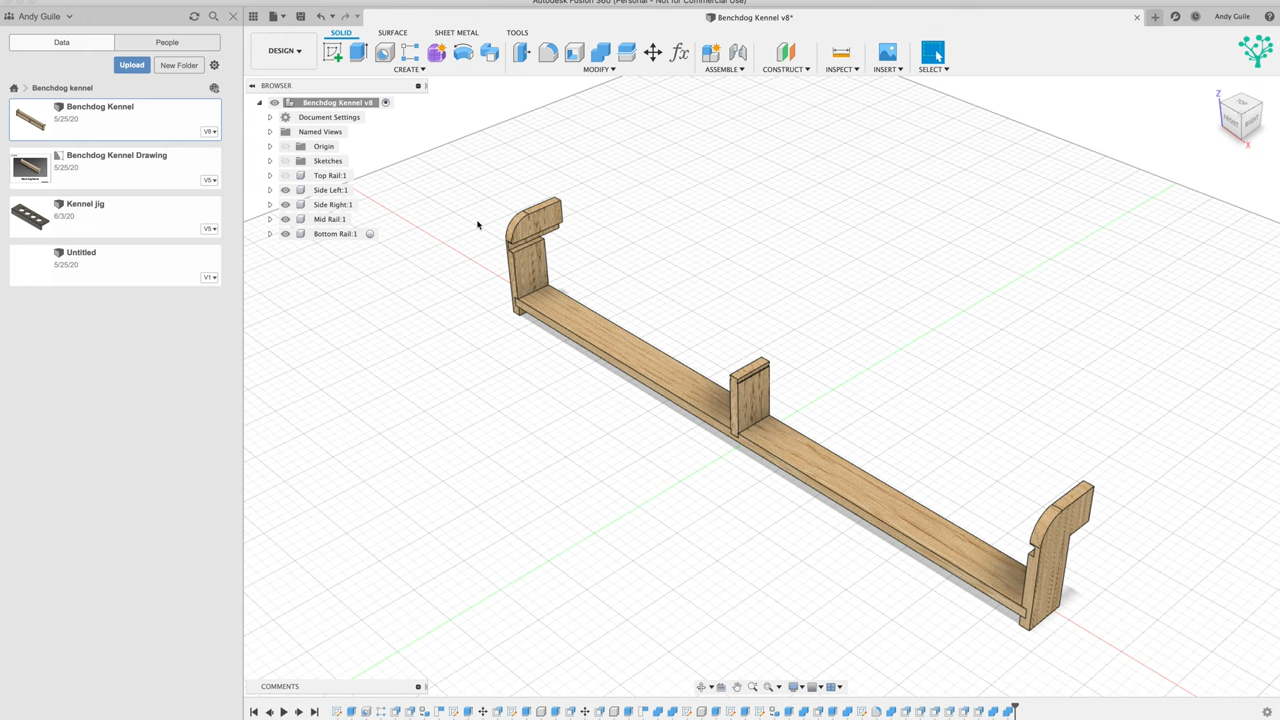 Autodesk Fusion 360 (Personal - Not for Commercial Use)
Andy Guile
Benchdog Kennel v8*
Andy Guile
Data
People
SOLID
SURFACE
SHEET METAL
TOOLS
DESIGN
Upload
New Folder
CREATE
MODIFY
ASSEMBLE
CONSTRUCT
INSPECT
INSERT
SELECT
Benchdog kennel
BROWSER
Benchdog Kennel
5/25/20
V8
Benchdog Kennel Drawing
5/25/20
V5
Kennel jig
6/3/20
V5
Untitled
5/25/20
V1
Benchdog Kennel v8
Document Settings
Named Views
Origin
Sketches
Top Rail:1
Side Left:1
Side Right:1
Mid Rail:1
Bottom Rail:1
Z
TOP
FRONT
RIGHT
X
COMMENTS